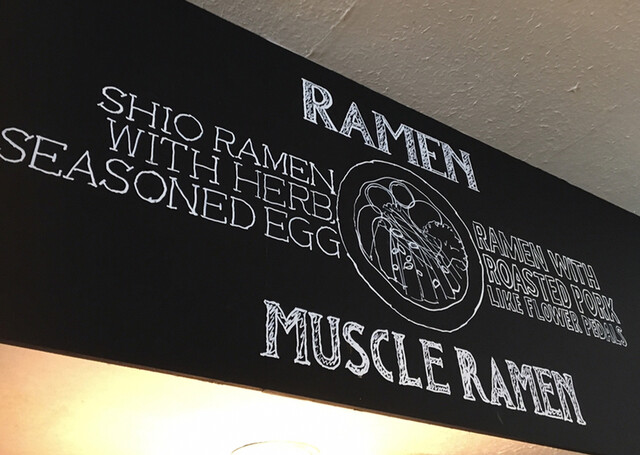 RAMEN
SHIO RAMEN
WITH HERB
SEASONED EGG
RAMEN WITH
ROASTED PORK
LIKE FLOWER PEDALS
MUSCLE RAMEN